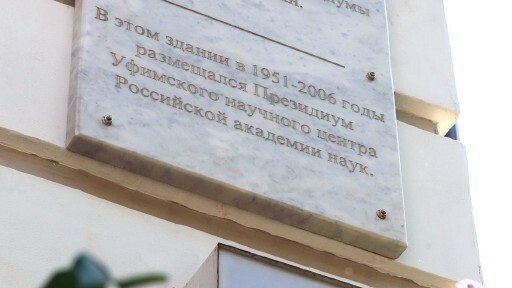 В этом здании в 1951-2006 годы
размещался Президиум
Уфимского научного центра
Российской академии наук.